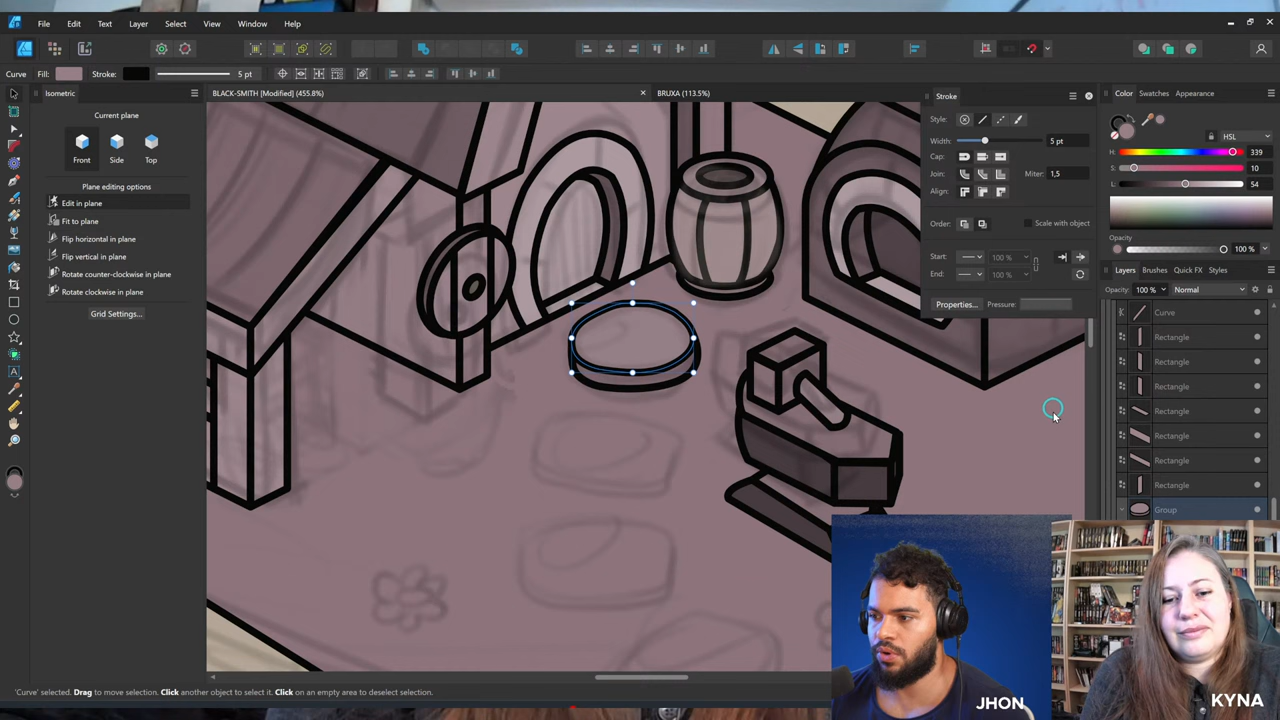 File Edit Text Layer Select View Window Help
Curve Fill: Stroke: 5 pt
Isometric
Current plane
Front Side Top
Plane editing options
Edit in plane
Fit to plane
Flip horizontal in plane
Flip vertical in plane
Rotate counter-clockwise in plane
Rotate clockwise in plane
Grid Settings...
BLACK-SMITH [Modified] (455.8%)
BRUXA (113.5%)
Stroke
Style:
Width: 5 pt
Cap:
Join: Miter: 1,5
Align:
Order: Scale with object
Start: 100 %
End: 100 %
Properties... Pressure:
Color Swatches Appearance
HSL
H: 339
S: 10
L: 54
Opacity
100 %
Layers Brushes Quick FX Styles
Opacity: 100 % Normal
Curve
Rectangle
Rectangle
Rectangle
Rectangle
Rectangle
Rectangle
Rectangle
Group
'Curve' selected. Drag to move selection. Click another object to select it. Click on an empty area to deselect selection.
JHON
KYNA